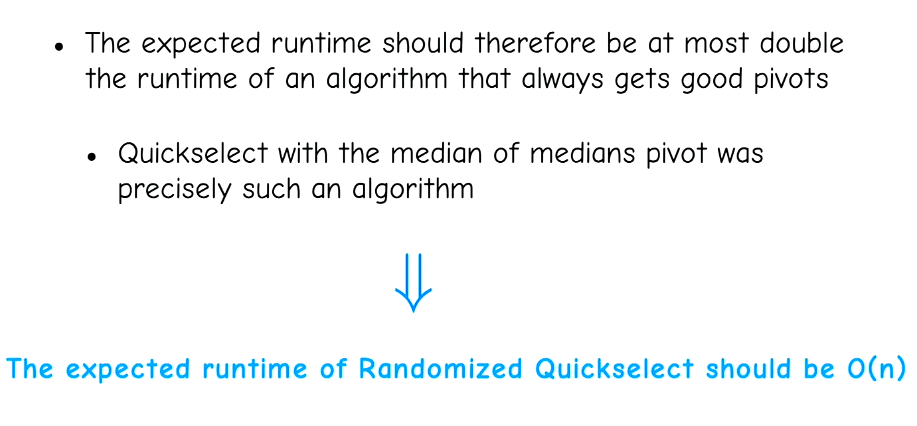 • The expected runtime should therefore be at most double
the runtime of an algorithm that always gets good pivots
• Quickselect with the median of medians pivot was
precisely such an algorithm
⇓
The expected runtime of Randomized Quickselect should be O(n)